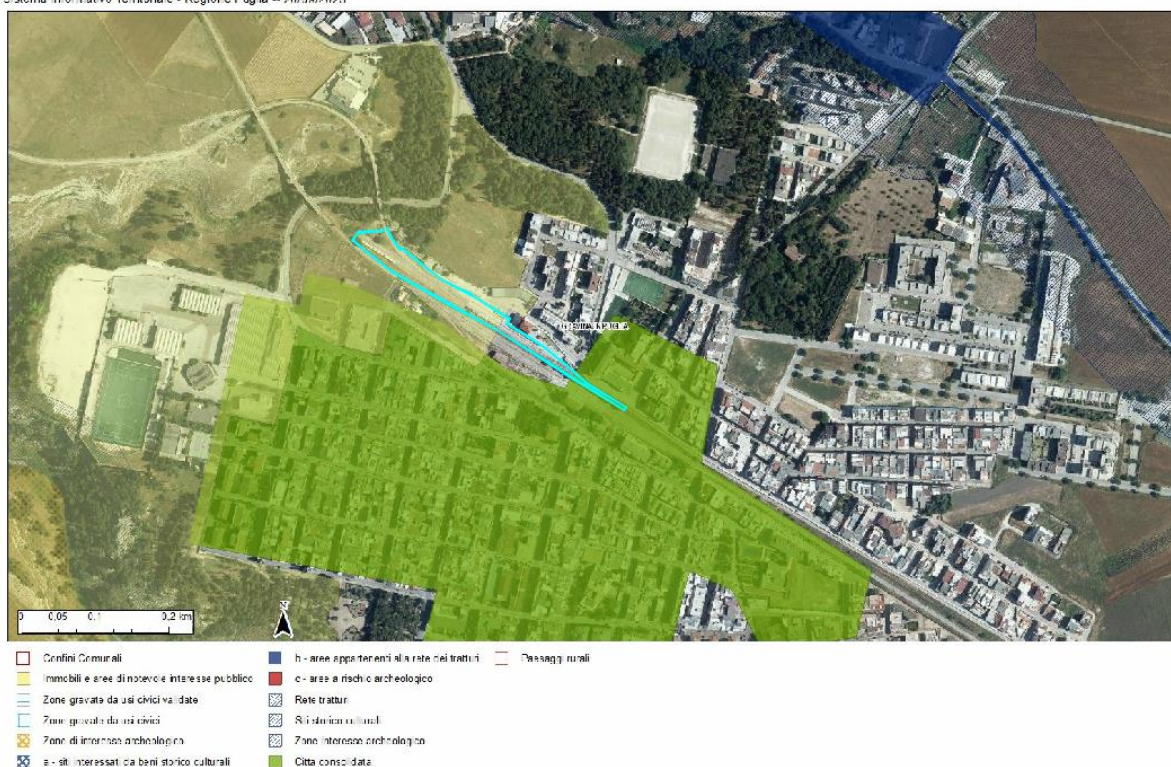 Sistema Informativo Territoriale - Regione Puglia --
GRAVINA IN PUGLIA
0 0,05 0,1 0,2 km
N
Confini Comunali
Immobili e aree di notevole interesse pubblico
Zone gravate da usi civici validate
Zone gravate da usi civici
Zone di interesse archeologico
a - siti interessati da beni storico culturali
b - aree appartenenti alla rete dei tratturi
c - aree a rischio archeologico
Rete tratturi
Siti storico culturali
Zone interesse archeologico
Citta consolidata
Paesaggi rurali